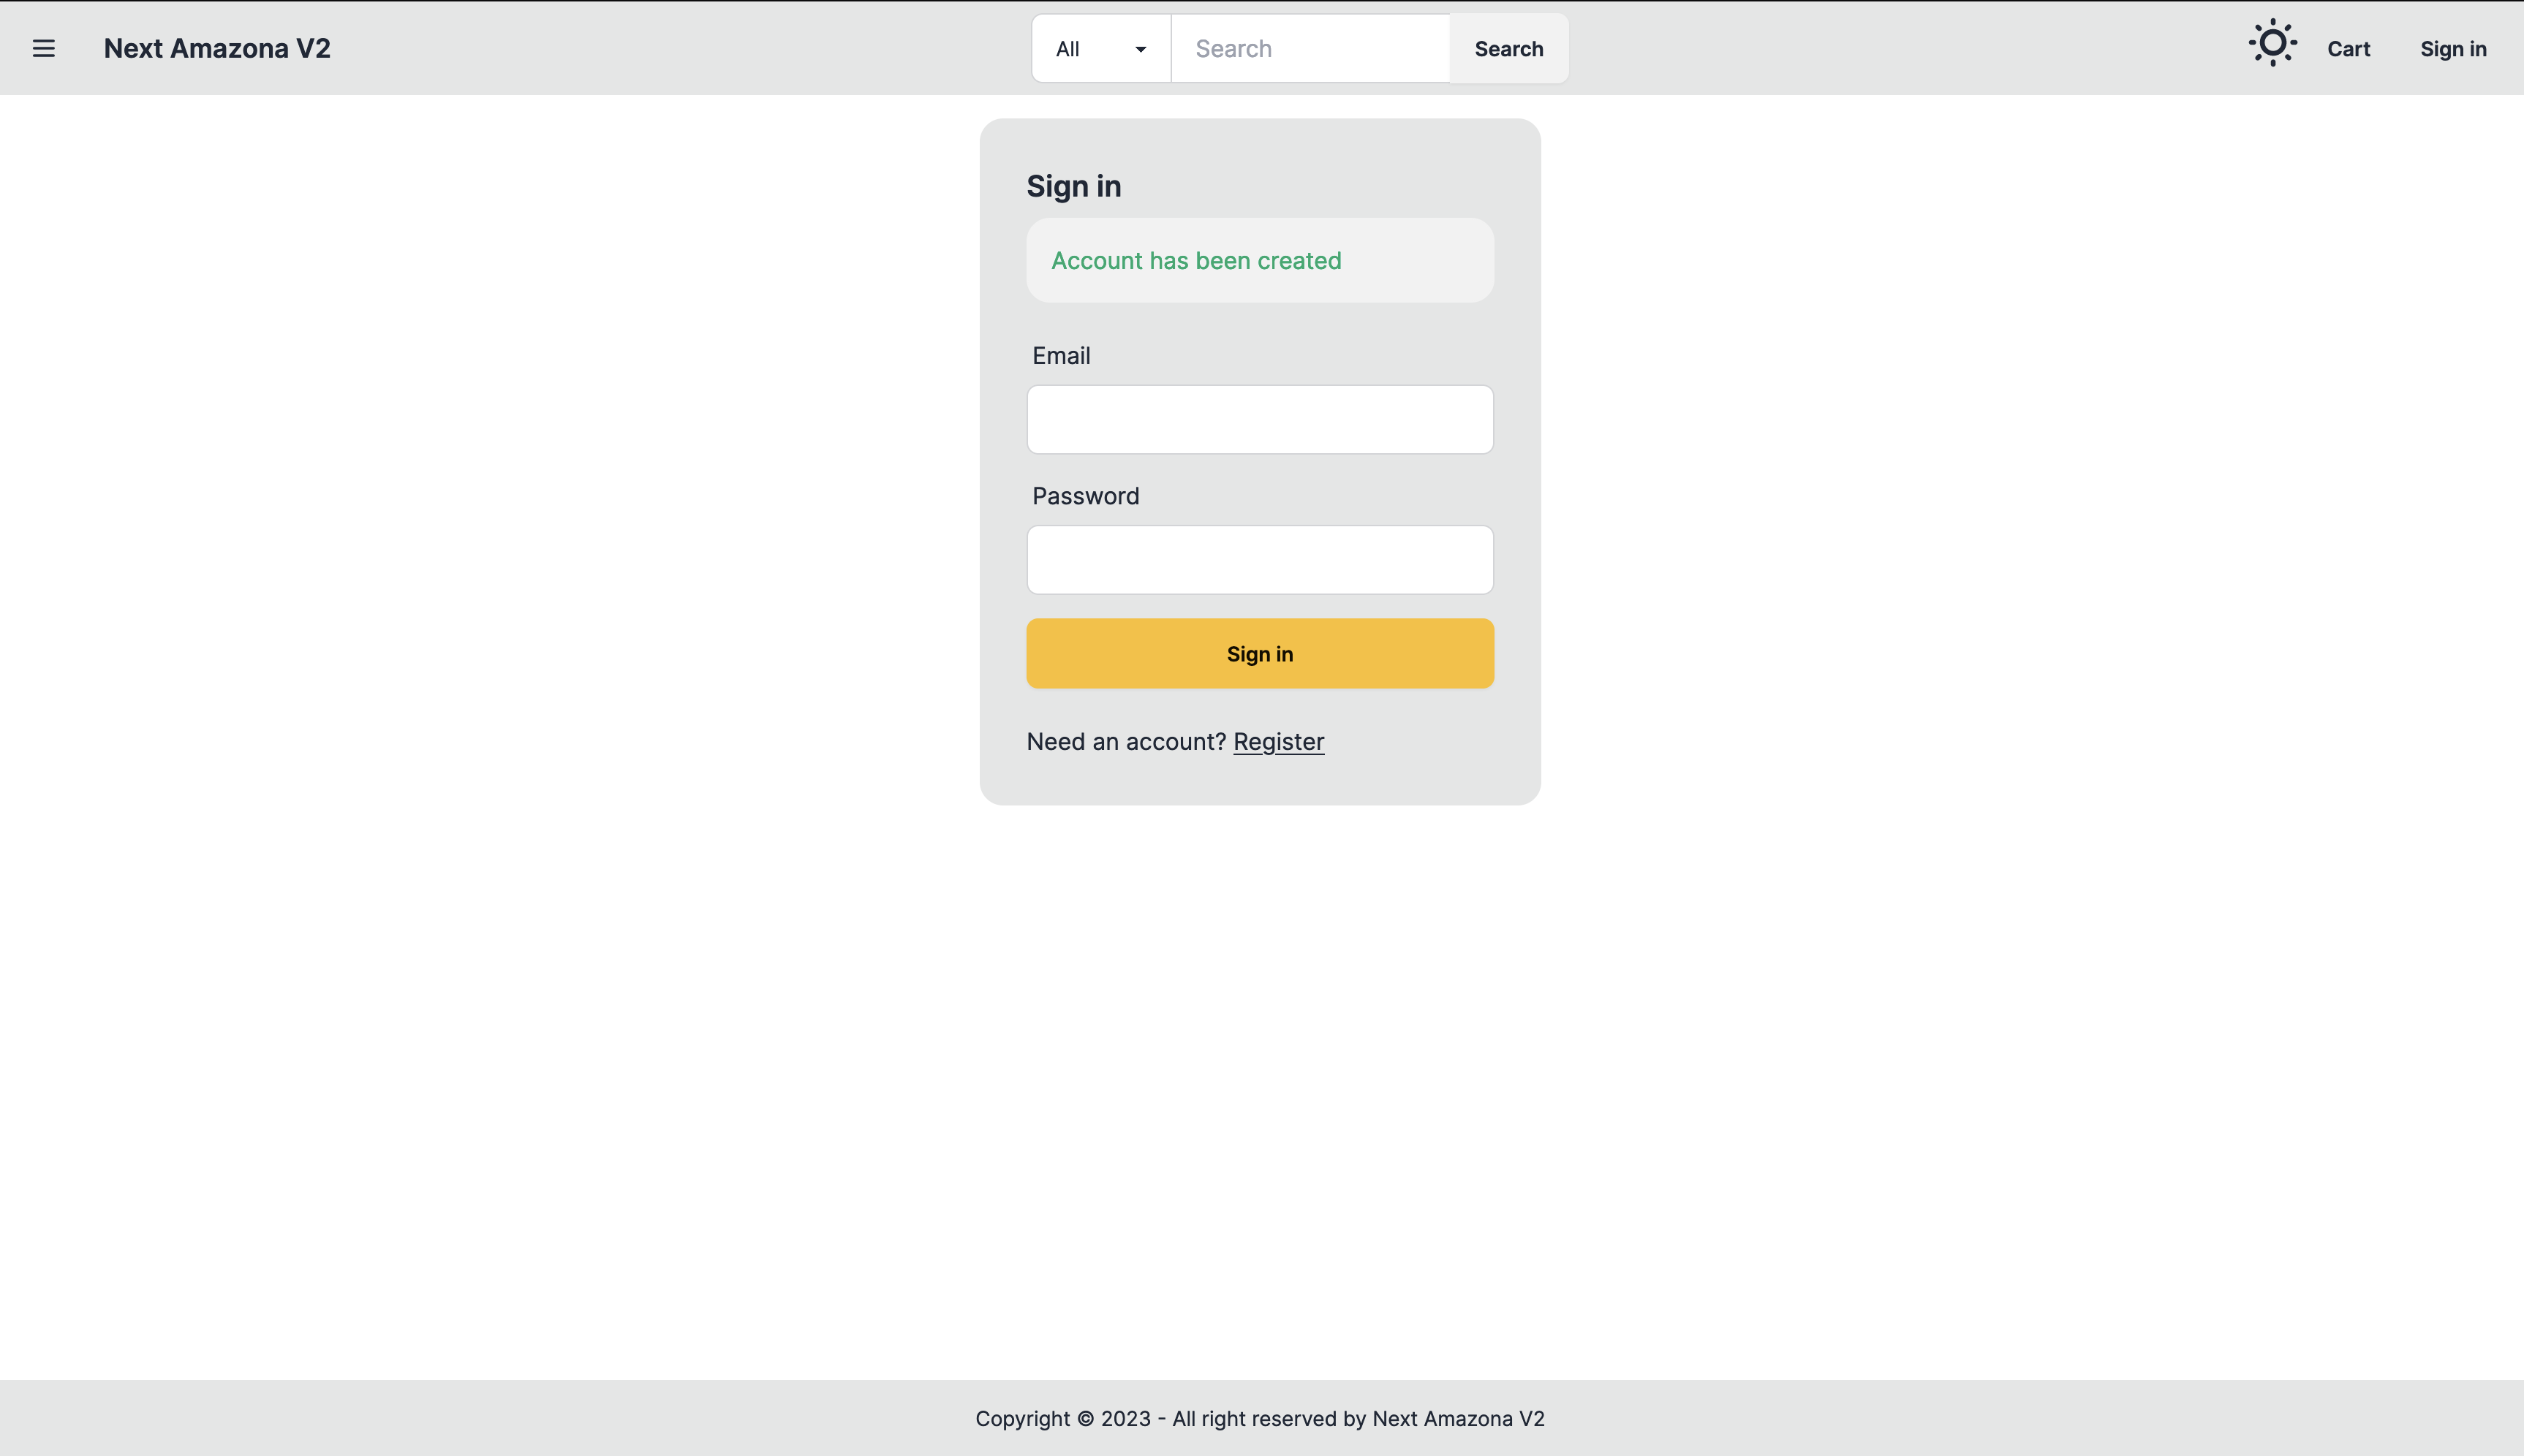 Next Amazona V2
All
Search
Search
Cart
Sign in
Sign in
Account has been created
Email
Password
Sign in
Need an account? Register
Copyright © 2023 - All right reserved by Next Amazona V2